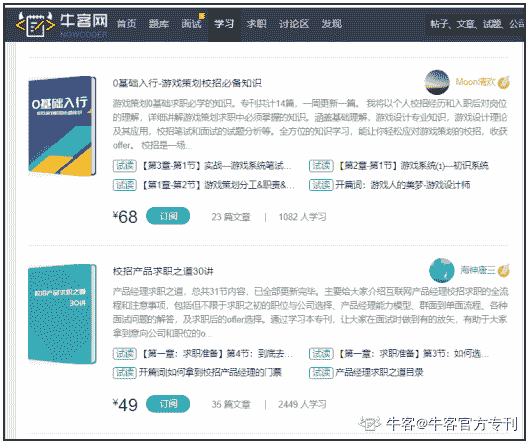 牛客网
NOWCODER
首页 题库 面试 学习 求职 讨论区 发现 帖子、文章、试题、公司
0基础入行
游戏策划校招必备知识
0基础入行-游戏策划校招必备知识
Moon清欢
游戏策划0基础求职必学的知识。专刊共计14篇，一周更新一篇。 我将以个人校招经历和入职后对岗位
的理解，详细讲解游戏策划求职中必须掌握的知识。涵盖基础理解、游戏设计专业知识、游戏设计理论
及其应用，校招笔试和面试的试题分析等。全方位的知识学习，能让你轻松应对游戏策划的校招，收获
offer。 校招是一场...
试读 【第3章-第1节】实战---游戏系统笔试...
试读 【第2章-第1节】游戏系统(1)---初识系统
试读 【第1章-第2节】游戏策划分工&职责&...
试读 开篇词：游戏人的美梦-游戏设计师
¥68 订阅 23 篇文章 | 1082 人学习
校招产品求职之道
30讲
校招产品求职之道30讲
海神唐三
产品经理求职之道，总共31节内容，已全部更新完毕。主要给大家介绍互联网产品经理校招求职的全流
程和注意事项，包括但不限于求职之初的职位与公司选择、产品经理能力模型、群面到单面流程、各种
面试问题的解答，及求职后的offer选择。通过学习本专刊，让大家在面试时做到有的放矢，有助于大家
拿到意向公司和职位的o...
试读 【第一章：求职准备】第4节：到底去...
试读 【第一章：求职准备】第3节：如何选...
试读 开篇词|如何拿到校招产品经理的门票
试读 产品经理求职之道目录
¥49 订阅 35 篇文章 | 2449 人学习
牛客@牛客官方专刊